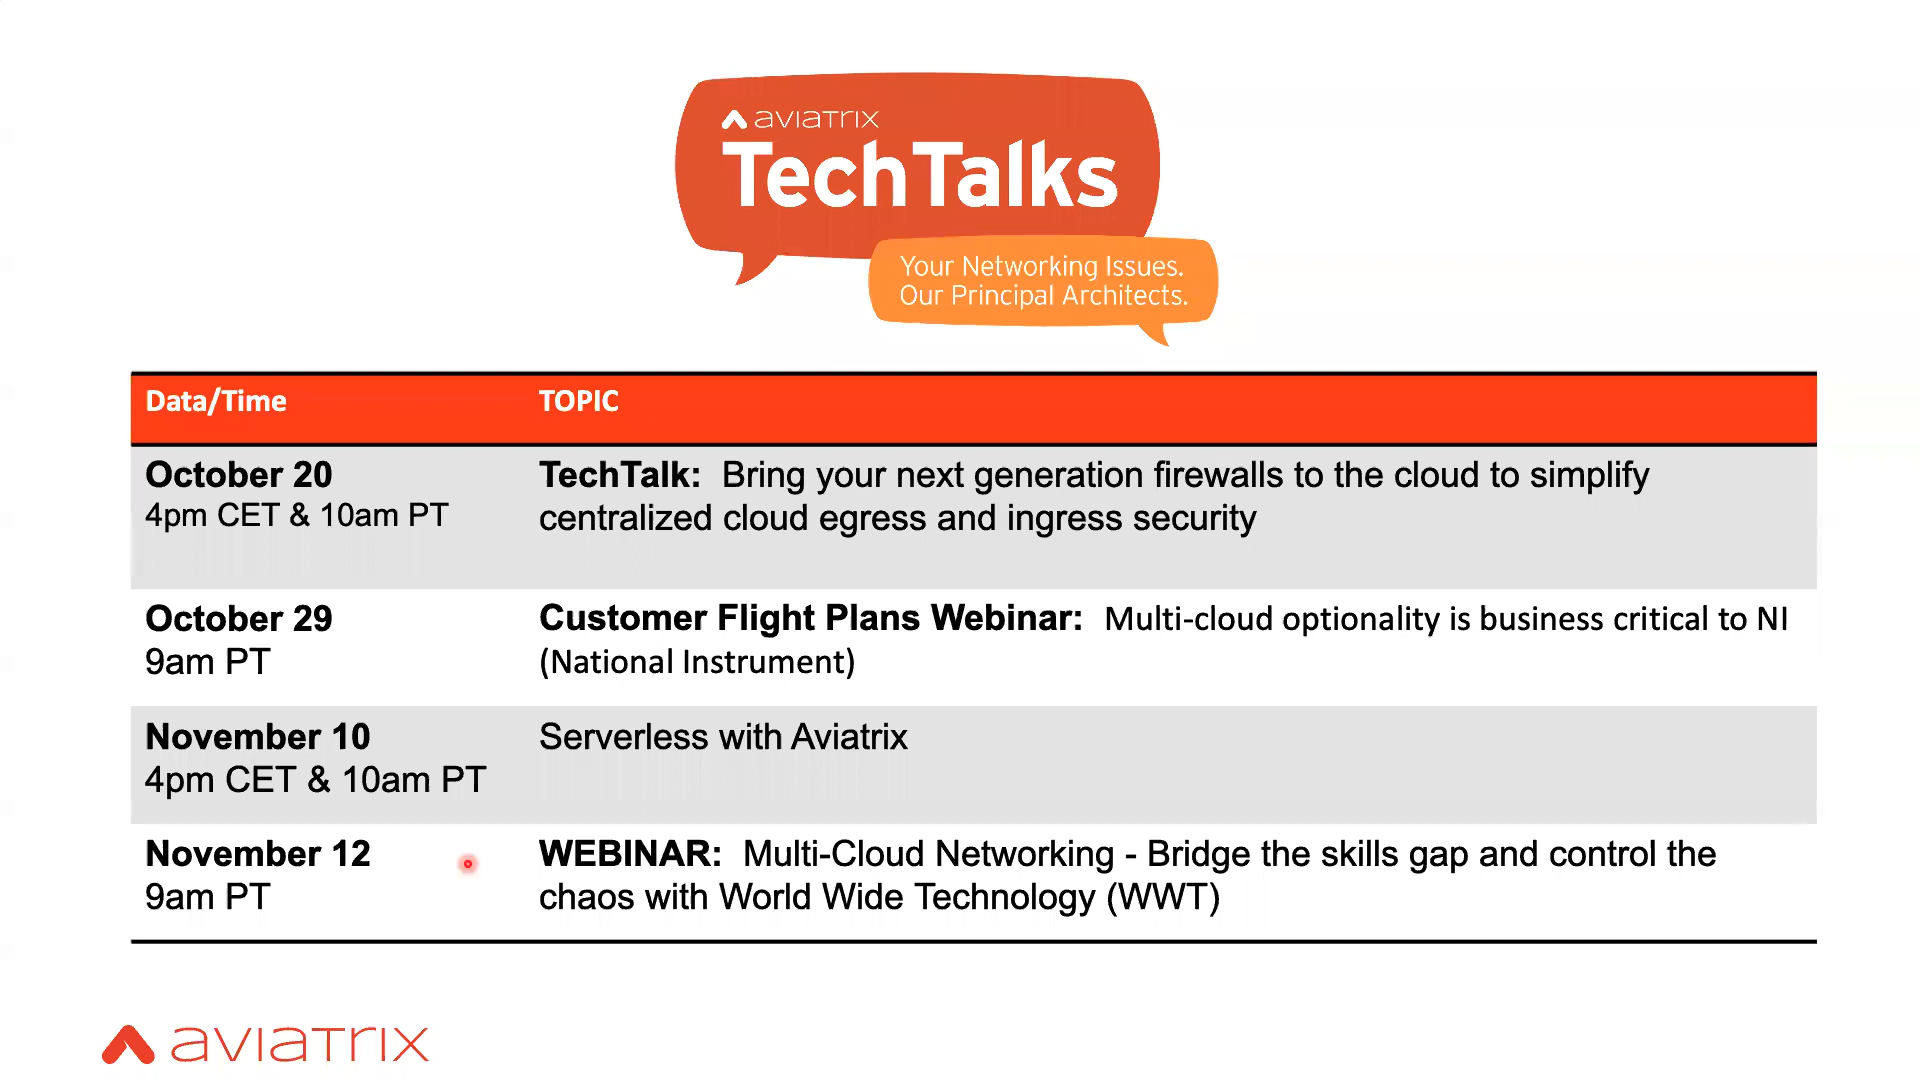 aviatrix
TechTalks
Your Networking Issues.
Our Principal Architects.
Data/Time TOPIC
October 20 TechTalk: Bring your next generation firewalls to the cloud to simplify
4pm CET & 10am PT centralized cloud egress and ingress security
October 29 Customer Flight Plans Webinar: Multi-cloud optionality is business critical to NI
9am PT (National Instrument)
November 10 Serverless with Aviatrix
4pm CET & 10am PT
November 12 WEBINAR: Multi-Cloud Networking - Bridge the skills gap and control the
9am PT chaos with World Wide Technology (WWT)
aviatrix